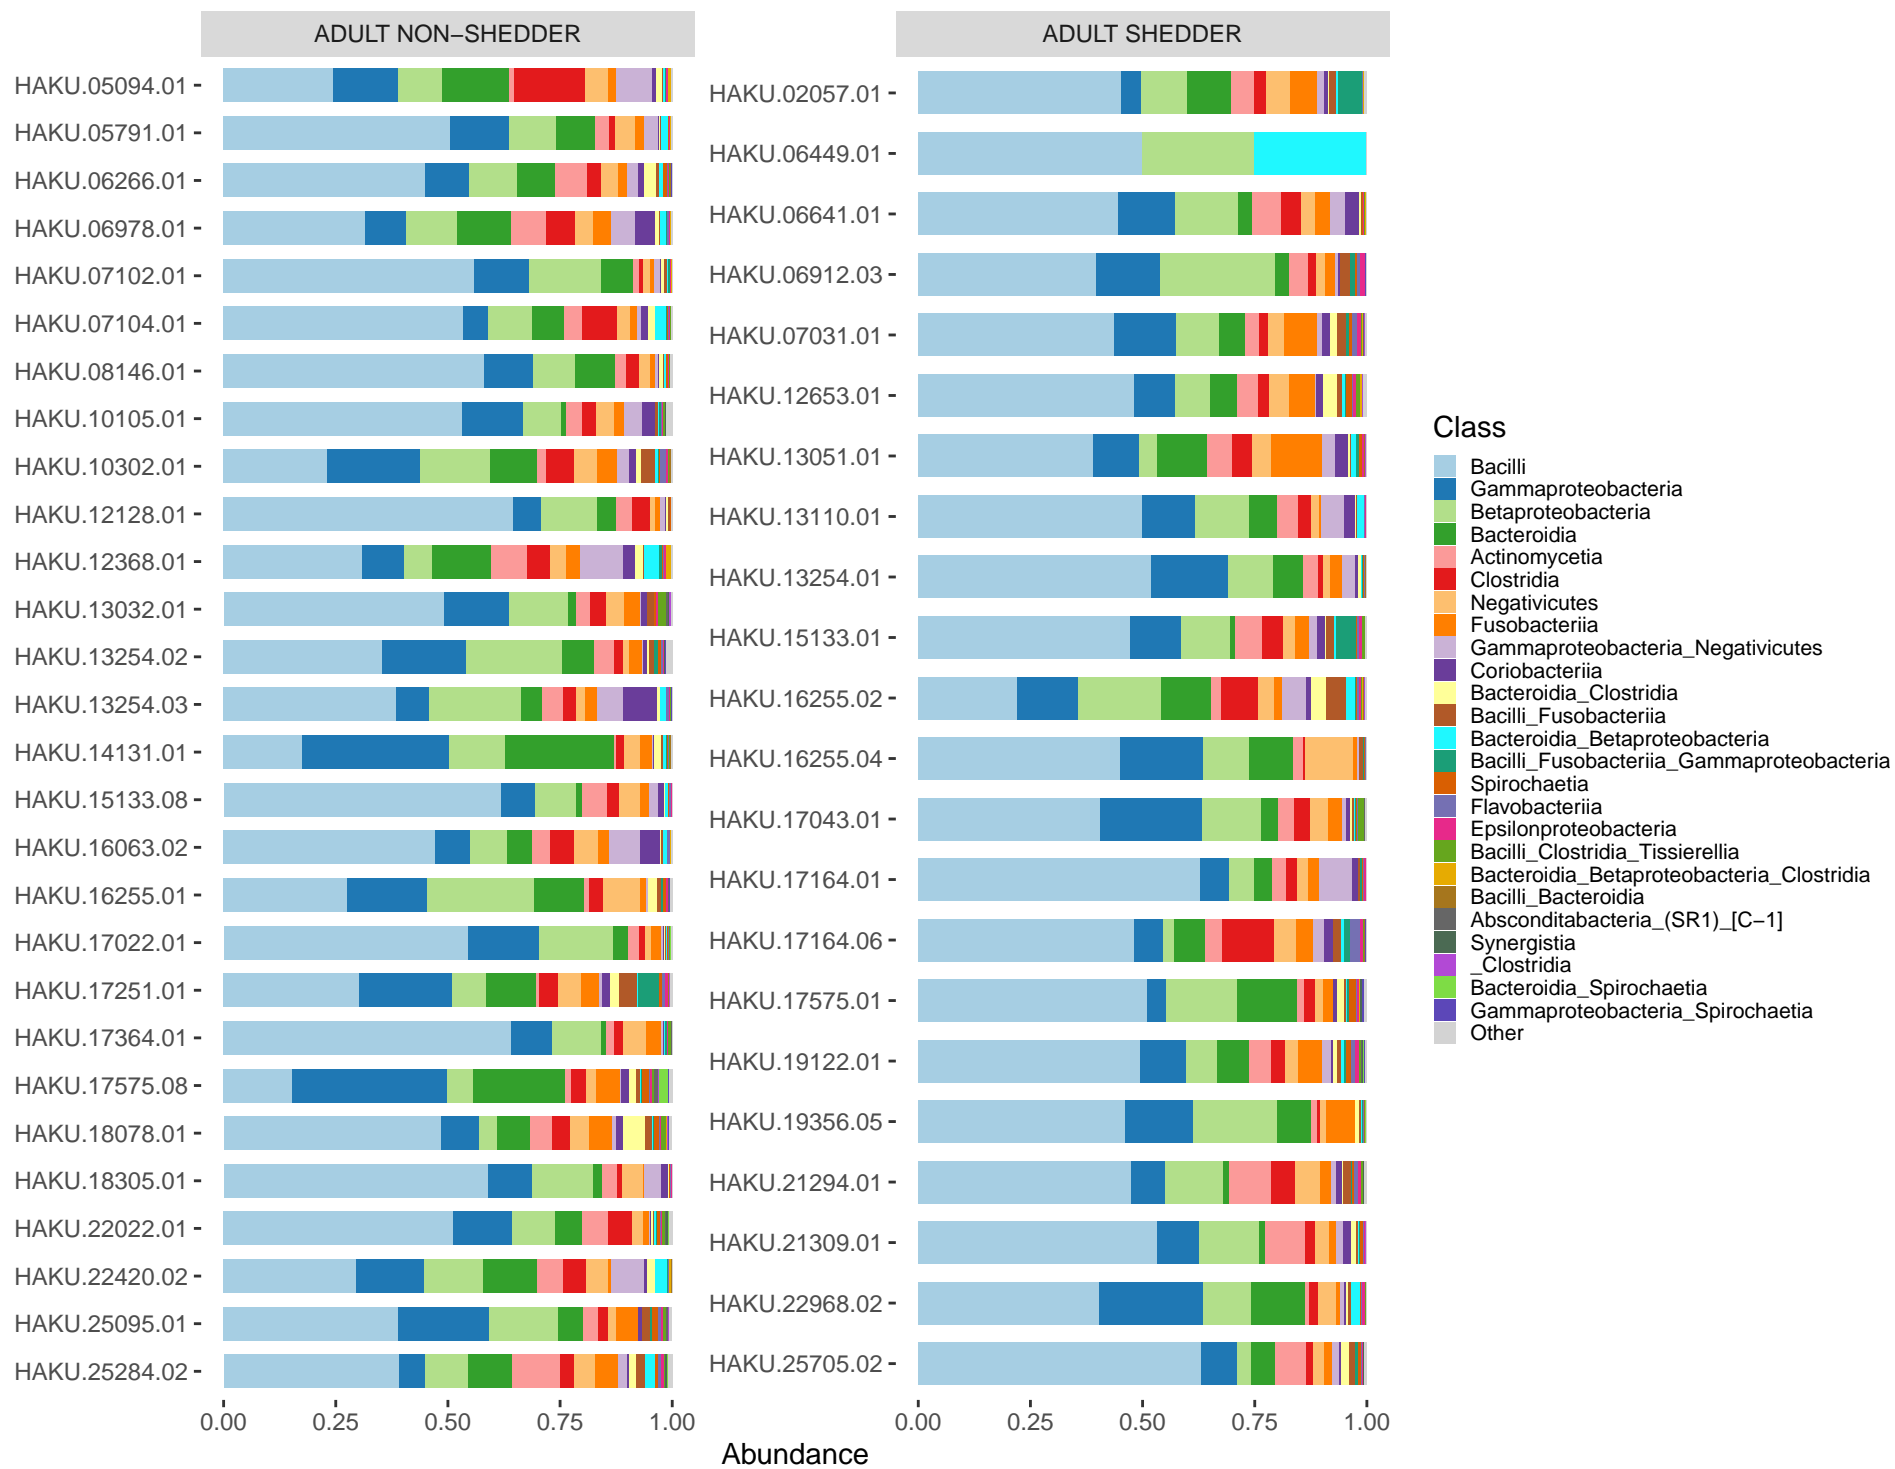 ADULT NON−SHEDDER
HAKU.05094.01
HAKU.05791.01
HAKU.06266.01
HAKU.06978.01
HAKU.07102.01
HAKU.07104.01
HAKU.08146.01
HAKU.10105.01
HAKU.10302.01
HAKU.12128.01
HAKU.12368.01
HAKU.13032.01
HAKU.13254.02
HAKU.13254.03
HAKU.14131.01
HAKU.15133.08
HAKU.16063.02
HAKU.16255.01
HAKU.17022.01
HAKU.17251.01
HAKU.17364.01
HAKU.17575.08
HAKU.18078.01
HAKU.18305.01
HAKU.22022.01
HAKU.22420.02
HAKU.25095.01
HAKU.25284.02
0.00 0.25 0.50 0.75 1.00
ADULT SHEDDER
HAKU.02057.01
HAKU.06449.01
HAKU.06641.01
HAKU.06912.03
HAKU.07031.01
HAKU.12653.01
HAKU.13051.01
HAKU.13110.01
HAKU.13254.01
HAKU.15133.01
HAKU.16255.02
HAKU.16255.04
HAKU.17043.01
HAKU.17164.01
HAKU.17164.06
HAKU.17575.01
HAKU.19122.01
HAKU.19356.05
HAKU.21294.01
HAKU.21309.01
HAKU.22968.02
HAKU.25705.02
0.00 0.25 0.50 0.75 1.00
Abundance
Class
Bacilli
Gammaproteobacteria
Betaproteobacteria
Bacteroidia
Actinomycetia
Clostridia
Negativicutes
Fusobacteriia
Gammaproteobacteria_Negativicutes
Coriobacteriia
Bacteroidia_Clostridia
Bacilli_Fusobacteriia
Bacteroidia_Betaproteobacteria
Bacilli_Fusobacteriia_Gammaproteobacteria
Spirochaetia
Flavobacteriia
Epsilonproteobacteria
Bacilli_Clostridia_Tissierellia
Bacteroidia_Betaproteobacteria_Clostridia
Bacilli_Bacteroidia
Absconditabacteria_(SR1)_[C−1]
Synergistia
_Clostridia
Bacteroidia_Spirochaetia
Gammaproteobacteria_Spirochaetia
Other